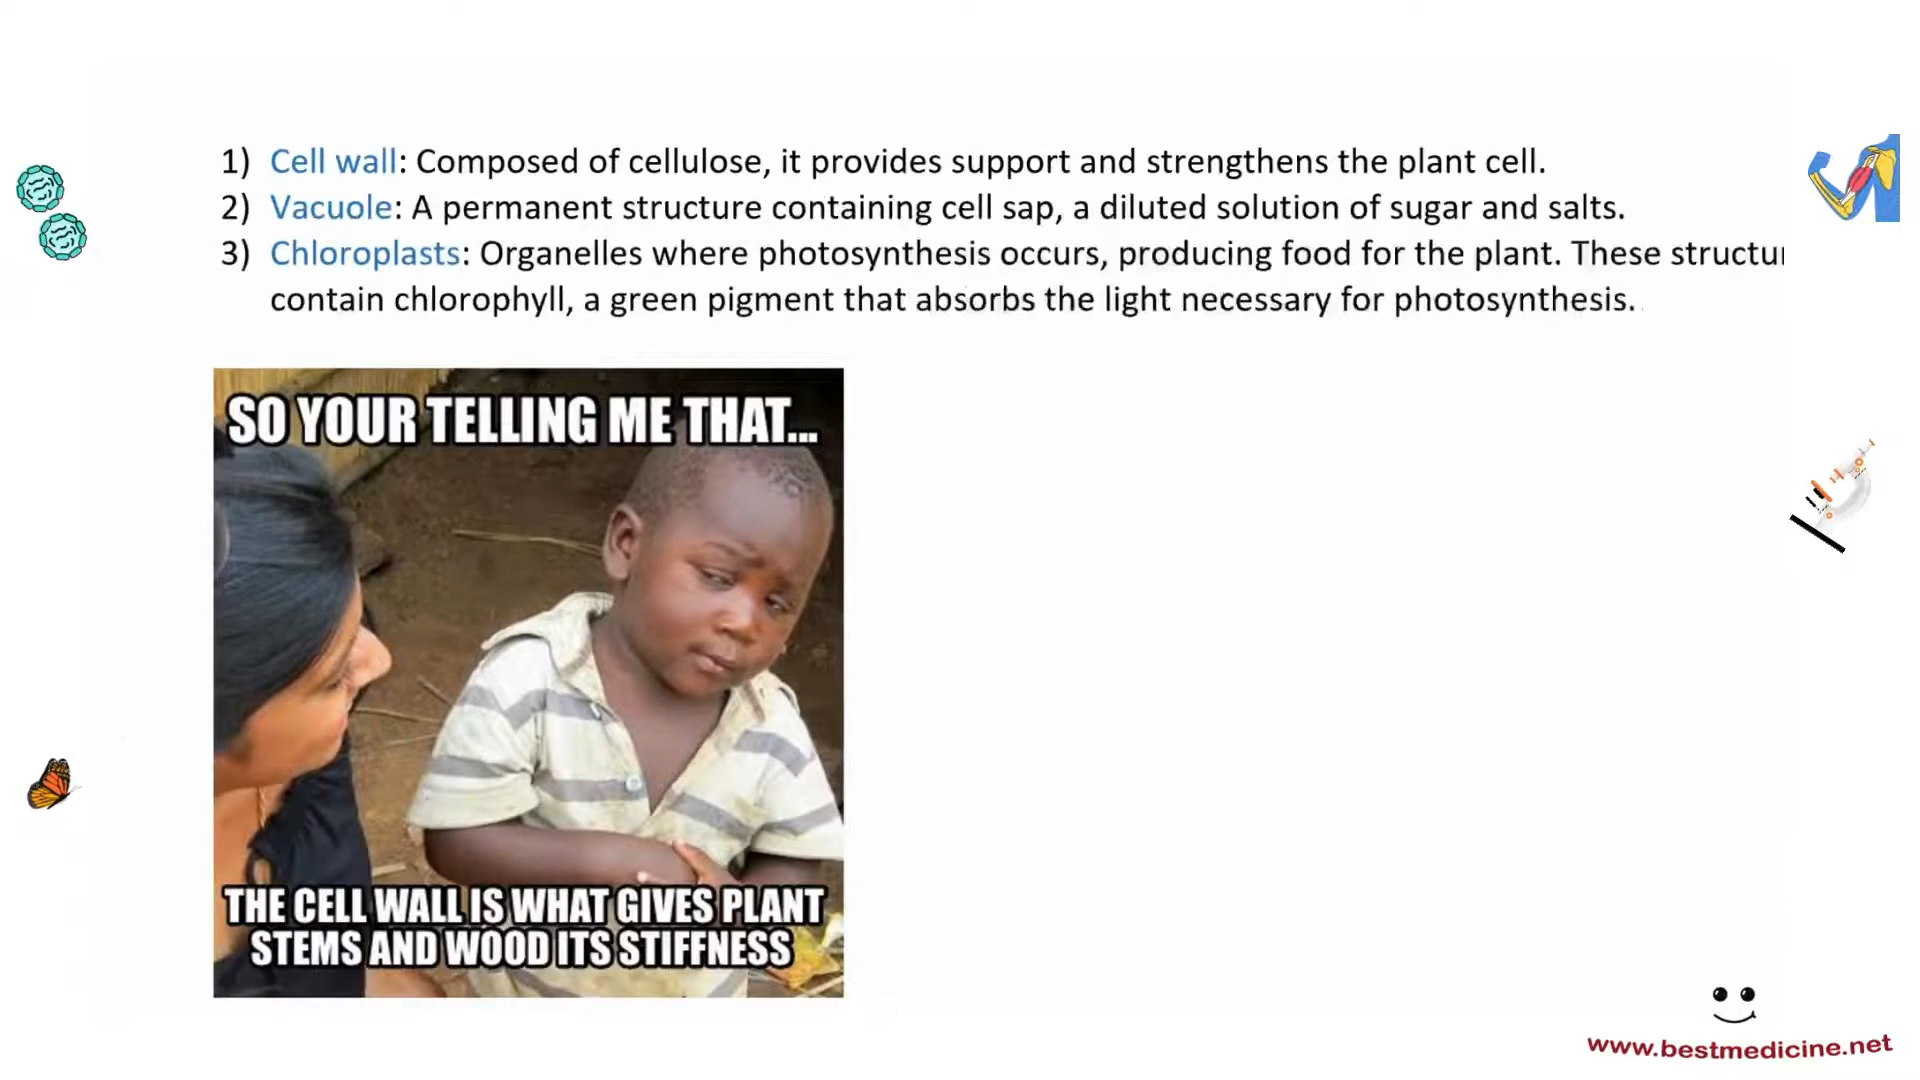 1) Cell wall: Composed of cellulose, it provides support and strengthens the plant cell.
2) Vacuole: A permanent structure containing cell sap, a diluted solution of sugar and salts.
3) Chloroplasts: Organelles where photosynthesis occurs, producing food for the plant. These structu
contain chlorophyll, a green pigment that absorbs the light necessary for photosynthesis.
SO YOUR TELLING ME THAT...
THE CELL WALL IS WHAT GIVES PLANT
STEMS AND WOOD ITS STIFFNESS
www.bestmedicine.net